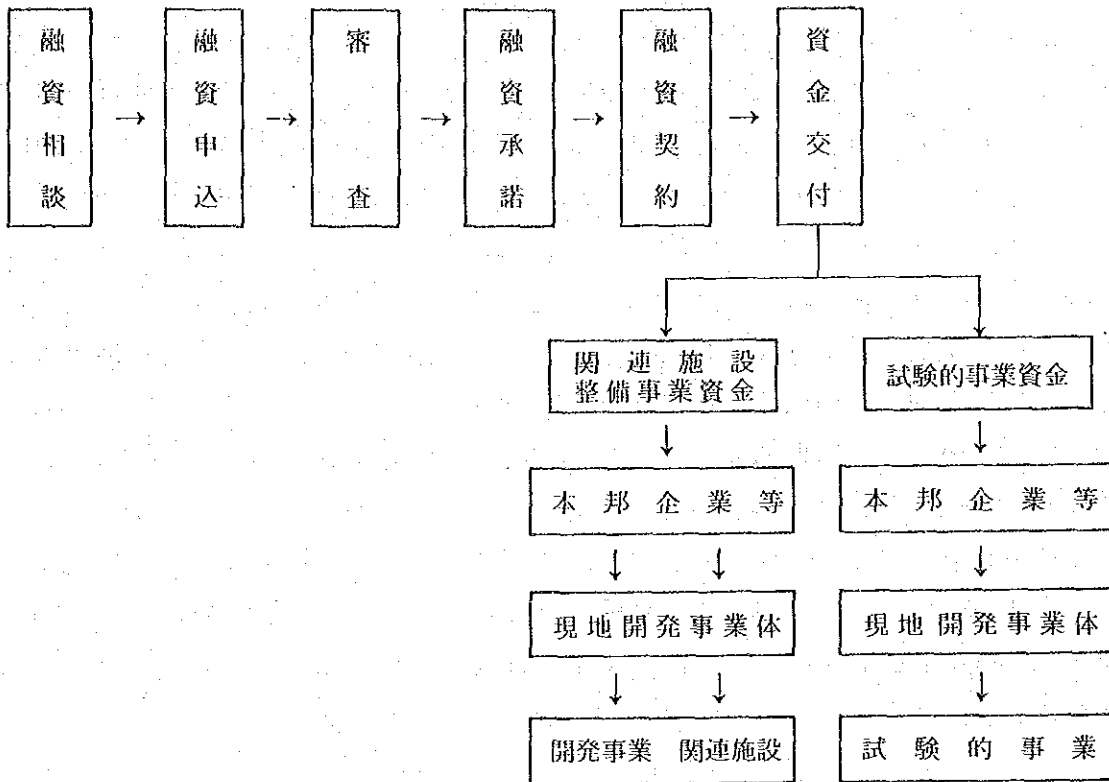 融資相談
→
融資申込
→
審査
→
融資承諾
→
融資契約
→
資金交付
関連施設
整備事業資金
試験的事業資金
↓
↓
本邦企業等
本邦企業等
↓ ↓
↓
現地開発事業体
現地開発事業体
↓ ↓
↓
開発事業 関連施設
試験的事業